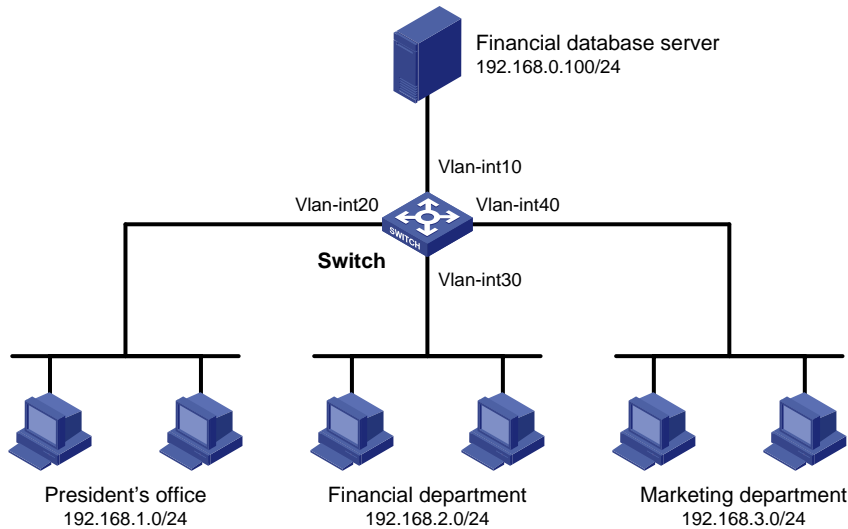 Financial database server
192.168.0.100/24
Vlan-int10
Vlan-int20
Vlan-int40
SWITCH
Switch
Vlan-int30
President's office
192.168.1.0/24
Financial department
192.168.2.0/24
Marketing department
192.168.3.0/24